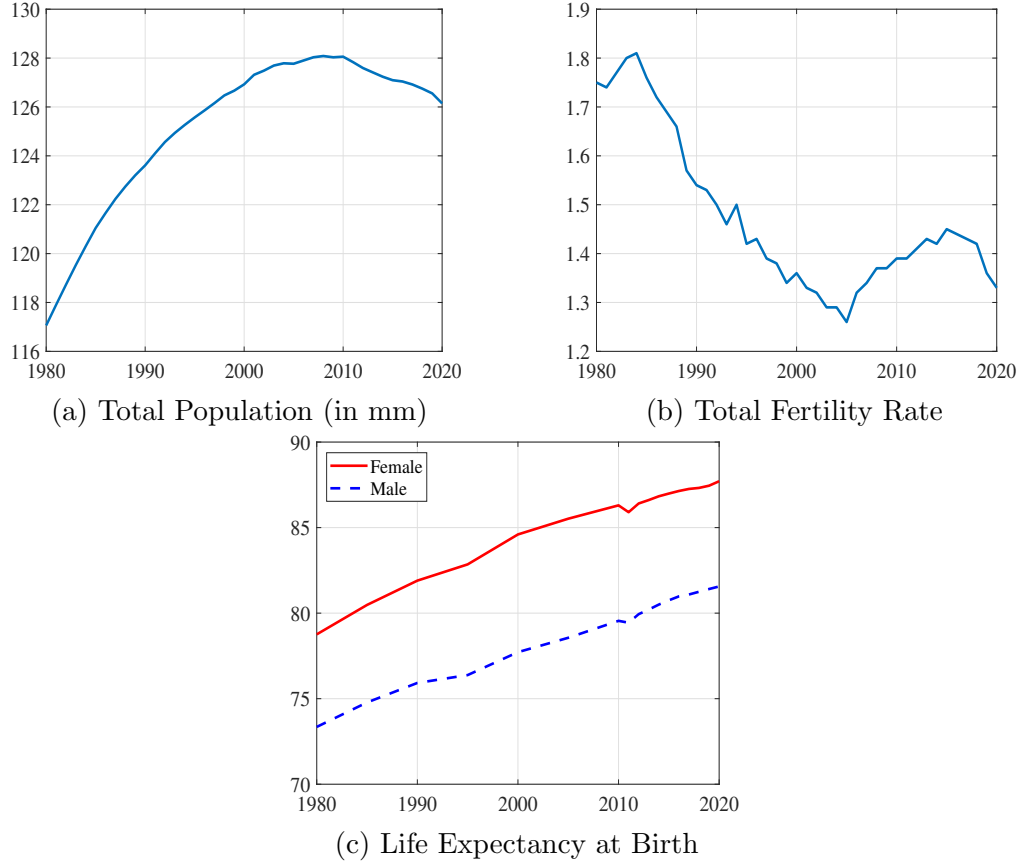 130
128
126
124
122
120
118
116
1980 1990 2000 2010 2020
(a) Total Population (in mm)
1.9
1.8
1.7
1.6
1.5
1.4
1.3
1.2
1980 1990 2000 2010 2020
(b) Total Fertility Rate
90
85
80
75
70
Female
Male
1980 1990 2000 2010 2020
(c) Life Expectancy at Birth